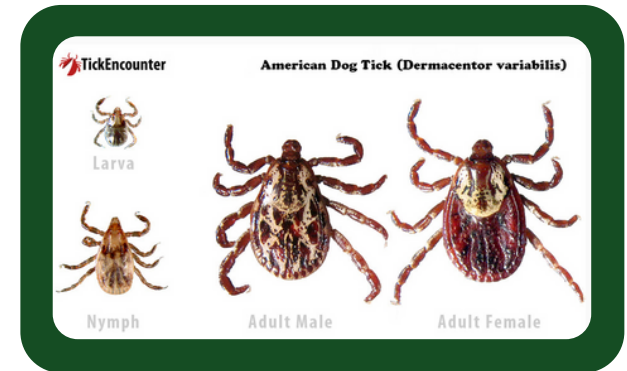 TickEncounter
American Dog Tick (Dermacentor variabilis)
Larva
Nymph
Adult Male
Adult Female